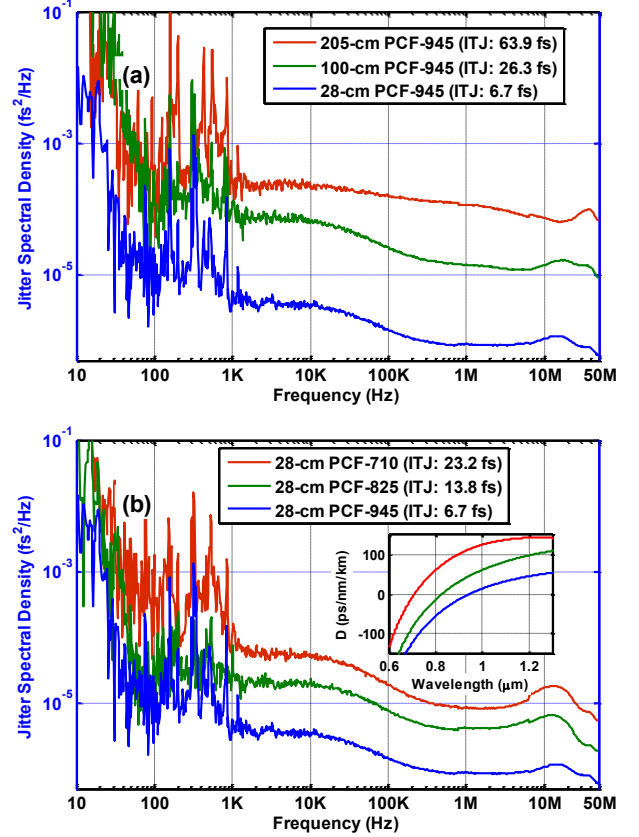 10⁻¹
10⁻³
10⁻⁵
Jitter Spectral Density (fs²/Hz)
(a)
205-cm PCF-945 (ITJ: 63.9 fs)
100-cm PCF-945 (ITJ: 26.3 fs)
28-cm PCF-945 (ITJ: 6.7 fs)
10 100 1K 10K 100K 1M 10M 50M
Frequency (Hz)
10⁻¹
10⁻³
10⁻⁵
Jitter Spectral Density (fs²/Hz)
(b)
28-cm PCF-710 (ITJ: 23.2 fs)
28-cm PCF-825 (ITJ: 13.8 fs)
28-cm PCF-945 (ITJ: 6.7 fs)
D (ps/nm/km)
100
0
-100
0.6 0.8 1 1.2
Wavelength (μm)
10 100 1K 10K 100K 1M 10M 50M
Frequency (Hz)